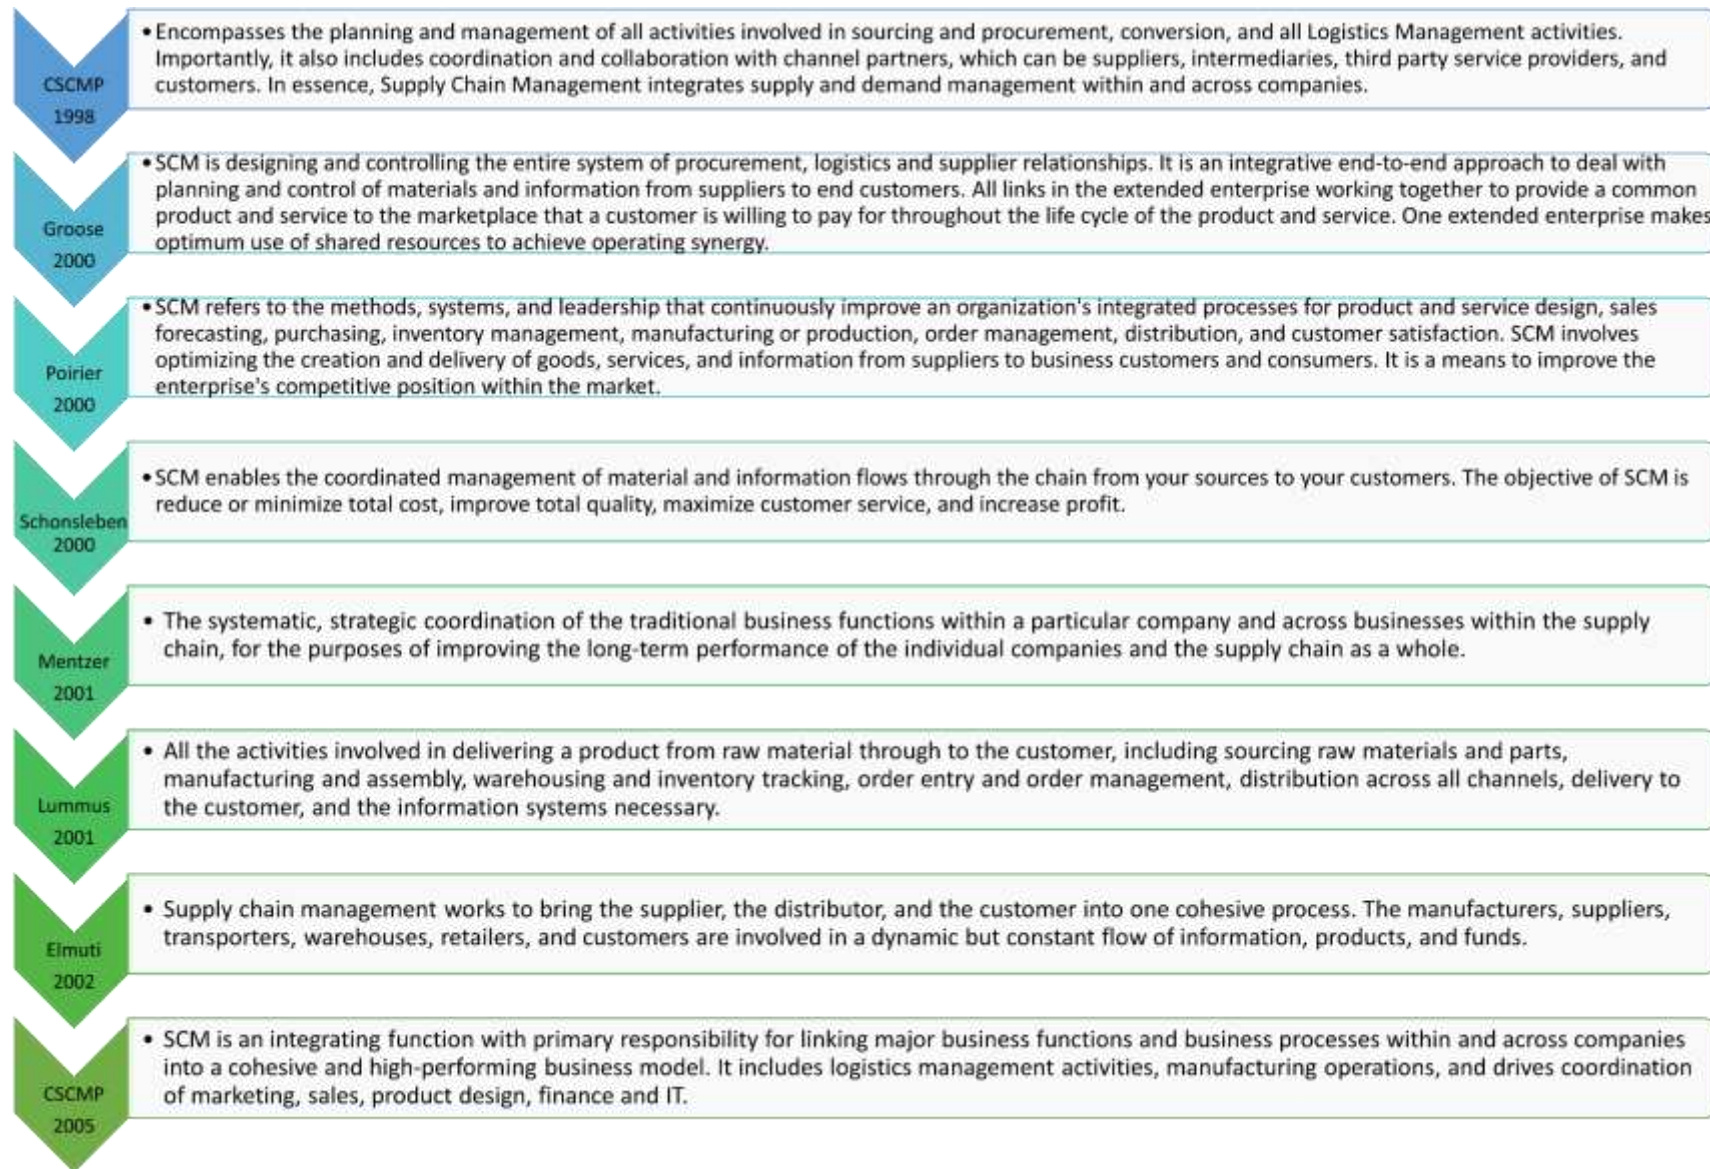 CSCMP
1998
•Encompasses the planning and management of all activities involved in sourcing and procurement, conversion, and all Logistics Management activities.
Importantly, it also includes coordination and collaboration with channel partners, which can be suppliers, intermediaries, third party service providers, and
customers. In essence, Supply Chain Management integrates supply and demand management within and across companies.
Groose
2000
•SCM is designing and controlling the entire system of procurement, logistics and supplier relationships. It is an integrative end-to-end approach to deal with
planning and control of materials and information from suppliers to end customers. All links in the extended enterprise working together to provide a common
product and service to the marketplace that a customer is willing to pay for throughout the life cycle of the product and service. One extended enterprise makes
optimum use of shared resources to achieve operating synergy.
Poirier
2000
•SCM refers to the methods, systems, and leadership that continuously improve an organization's integrated processes for product and service design, sales
forecasting, purchasing, inventory management, manufacturing or production, order management, distribution, and customer satisfaction. SCM involves
optimizing the creation and delivery of goods, services, and information from suppliers to business customers and consumers. It is a means to improve the
enterprise's competitive position within the market.
Schonsleben
2000
•SCM enables the coordinated management of material and information flows through the chain from your sources to your customers. The objective of SCM is
reduce or minimize total cost, improve total quality, maximize customer service, and increase profit.
Mentzer
2001
• The systematic, strategic coordination of the traditional business functions within a particular company and across businesses within the supply
chain, for the purposes of improving the long-term performance of the individual companies and the supply chain as a whole.
Lummus
2001
• All the activities involved in delivering a product from raw material through to the customer, including sourcing raw materials and parts,
manufacturing and assembly, warehousing and inventory tracking, order entry and order management, distribution across all channels, delivery to
the customer, and the information systems necessary.
Elmuti
2002
• Supply chain management works to bring the supplier, the distributor, and the customer into one cohesive process. The manufacturers, suppliers,
transporters, warehouses, retailers, and customers are involved in a dynamic but constant flow of information, products, and funds.
CSCMP
2005
• SCM is an integrating function with primary responsibility for linking major business functions and business processes within and across companies
into a cohesive and high-performing business model. It includes logistics management activities, manufacturing operations, and drives coordination
of marketing, sales, product design, finance and IT.